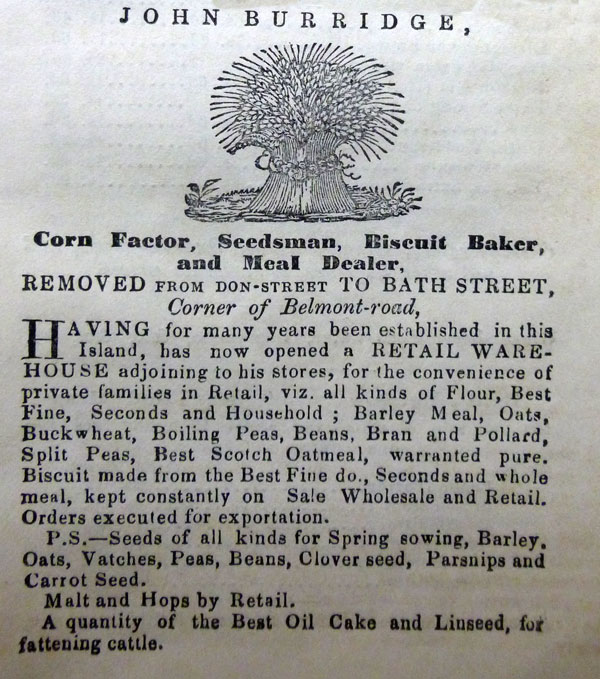 JOHN BURRIDGE,
Corn Factor, Seedsman, Biscuit Baker,
and Meal Dealer,
REMOVED FROM DON-STREET TO BATH STREET,
Corner of Belmont-road,
HAVING for many years been established in this
Island, has now opened a RETAIL WARE-
HOUSE adjoining to his stores, for the convenience of
private families in Retail, viz. all kinds of Flour, Best
Fine, Seconds and Household ; Barley Meal, Oats,
Buckwheat, Boiling Peas, Beans, Bran and Pollard,
Split Peas, Best Scotch Oatmeal, warranted pure.
Biscuit made from the Best Fine do., Seconds and whole
meal, kept constantly on Sale Wholesale and Retail.
Orders executed for exportation.
P.S.—Seeds of all kinds for Spring sowing, Barley,
Oats, Vatches, Peas, Beans, Clover seed, Parsnips and
Carrot Seed.
Malt and Hops by Retail.
A quantity of the Best Oil Cake and Linseed, for
fattening cattle.